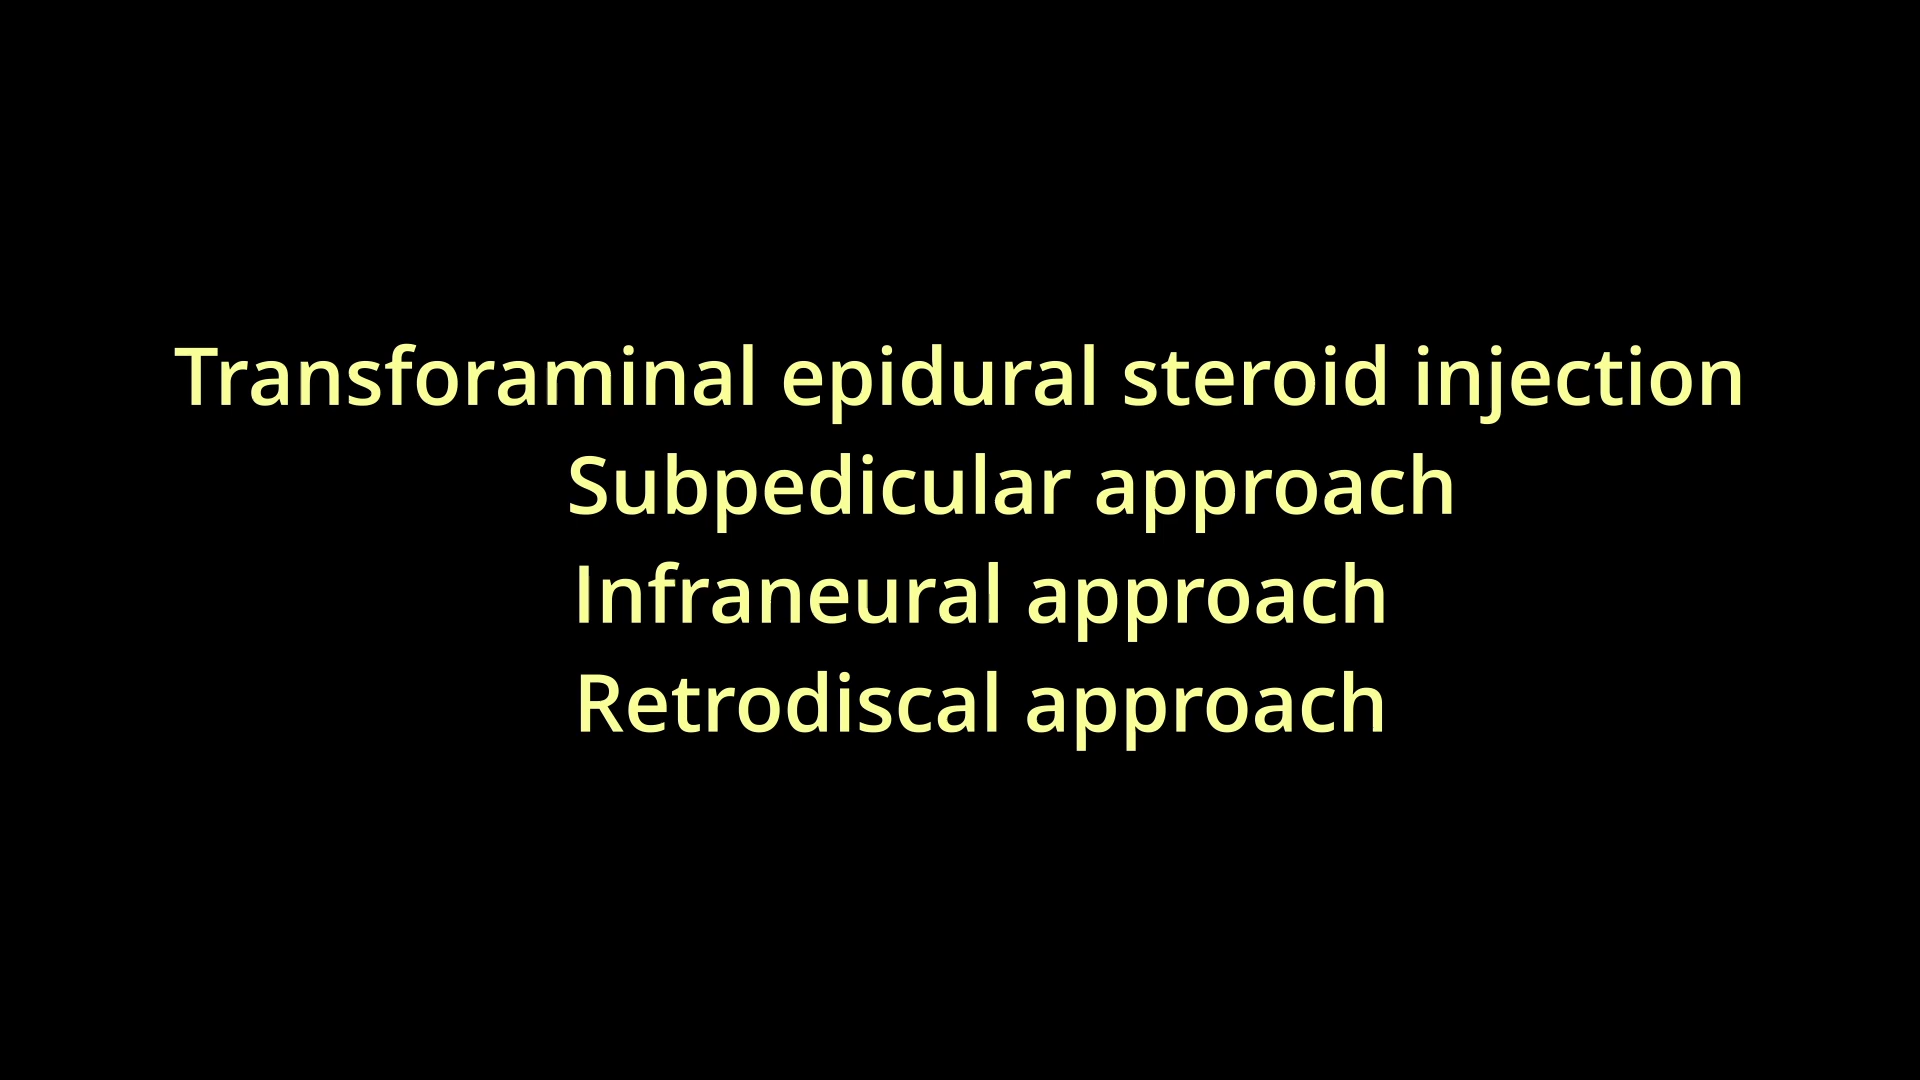 Transforaminal epidural steroid injection
Subpedicular approach
Infraneural approach
Retrodiscal approach